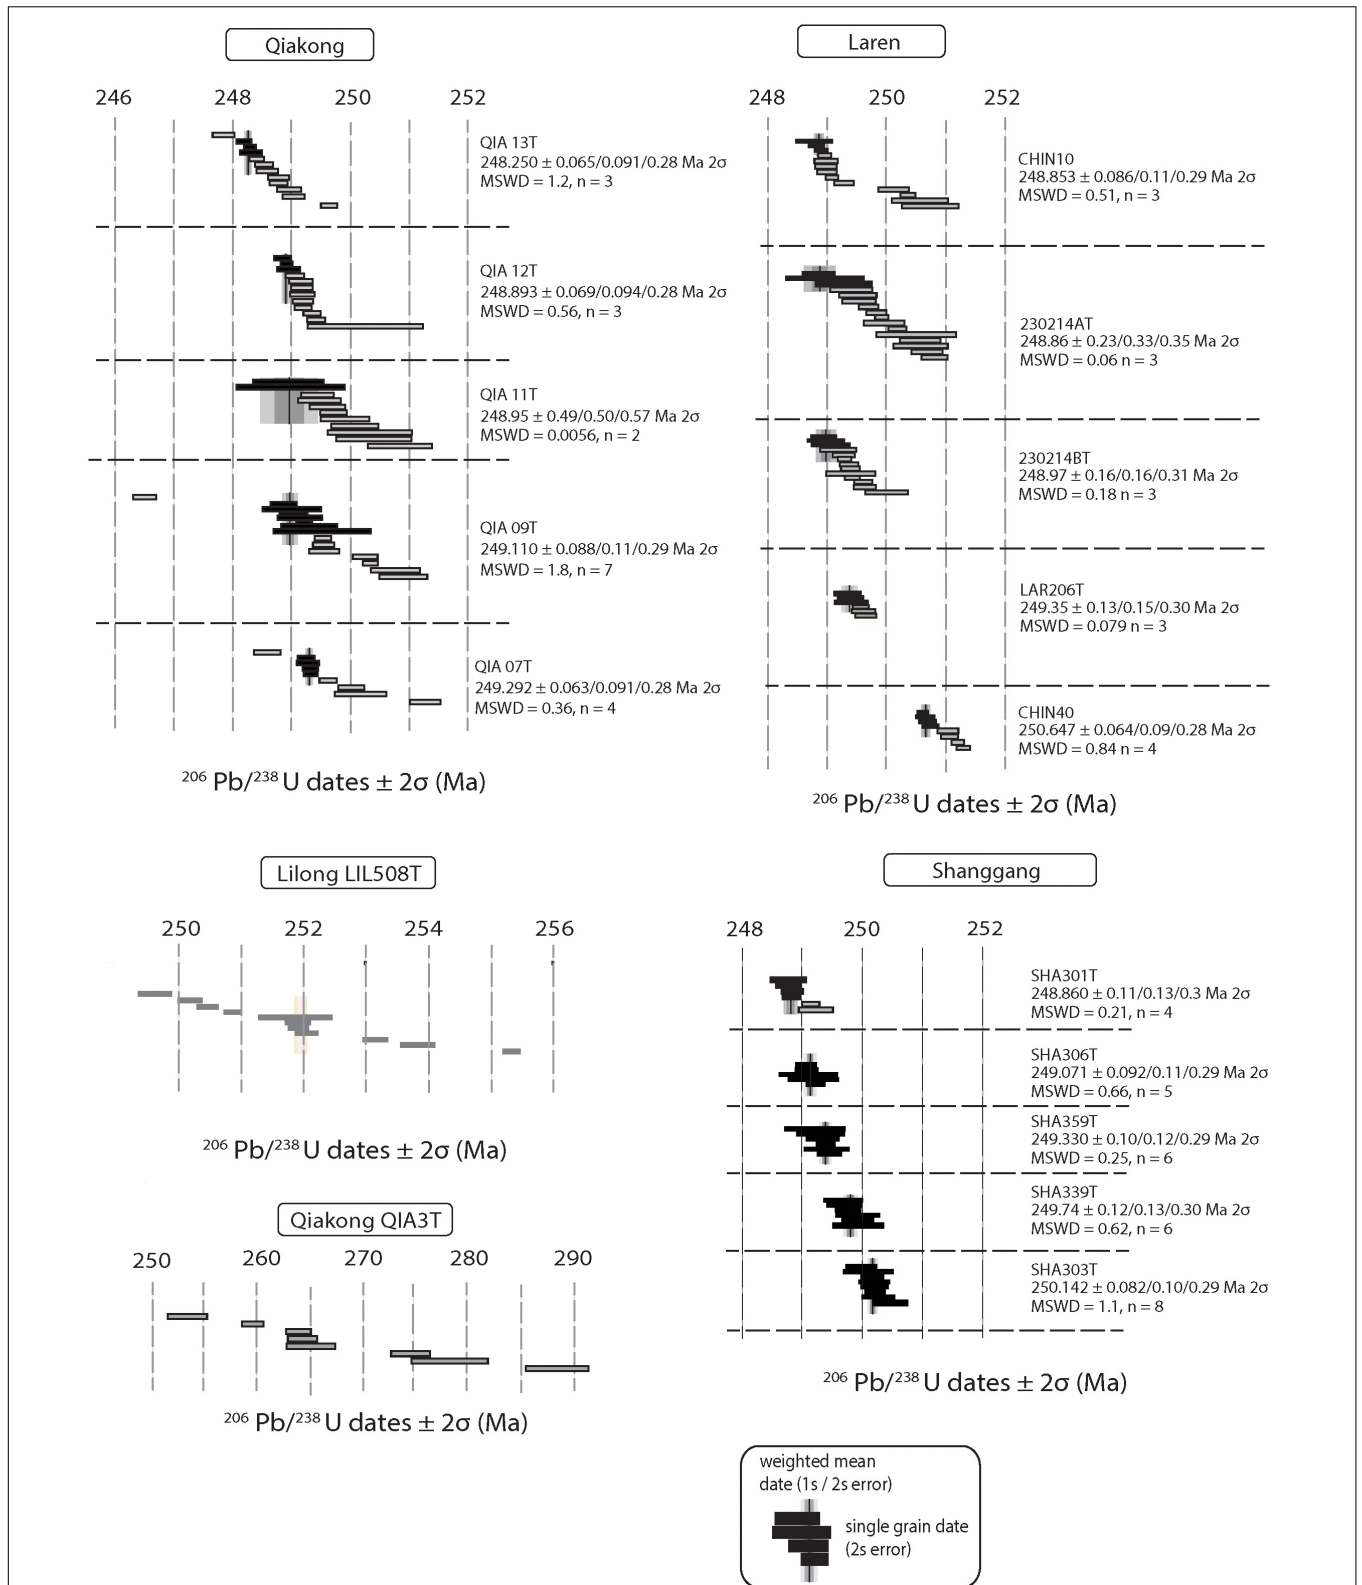 Qiakong
246 248 250 252
QIA 13T
248.250 ± 0.065/0.091/0.28 Ma 2σ
MSWD = 1.2, n = 3
QIA 12T
248.893 ± 0.069/0.094/0.28 Ma 2σ
MSWD = 0.56, n = 3
QIA 11T
248.95 ± 0.49/0.50/0.57 Ma 2σ
MSWD = 0.0056, n = 2
QIA 09T
249.110 ± 0.088/0.11/0.29 Ma 2σ
MSWD = 1.8, n = 7
QIA 07T
249.292 ± 0.063/0.091/0.28 Ma 2σ
MSWD = 0.36, n = 4
²⁰⁶ Pb/²³⁸ U dates ± 2σ (Ma)
Laren
248 250 252
CHIN10
248.853 ± 0.086/0.11/0.29 Ma 2σ
MSWD = 0.51, n = 3
230214AT
248.86 ± 0.23/0.33/0.35 Ma 2σ
MSWD = 0.06 n = 3
230214BT
248.97 ± 0.16/0.16/0.31 Ma 2σ
MSWD = 0.18 n = 3
LAR206T
249.35 ± 0.13/0.15/0.30 Ma 2σ
MSWD = 0.079 n = 3
CHIN40
250.647 ± 0.064/0.09/0.28 Ma 2σ
MSWD = 0.84 n = 4
²⁰⁶ Pb/²³⁸ U dates ± 2σ (Ma)
Lilong LIL508T
250 252 254 256
²⁰⁶ Pb/²³⁸ U dates ± 2σ (Ma)
Qiakong QIA3T
250 260 270 280 290
²⁰⁶ Pb/²³⁸ U dates ± 2σ (Ma)
Shanggang
248 250 252
SHA301T
248.860 ± 0.11/0.13/0.3 Ma 2σ
MSWD = 0.21, n = 4
SHA306T
249.071 ± 0.092/0.11/0.29 Ma 2σ
MSWD = 0.66, n = 5
SHA359T
249.330 ± 0.10/0.12/0.29 Ma 2σ
MSWD = 0.25, n = 6
SHA339T
249.74 ± 0.12/0.13/0.30 Ma 2σ
MSWD = 0.62, n = 6
SHA303T
250.142 ± 0.082/0.10/0.29 Ma 2σ
MSWD = 1.1, n = 8
²⁰⁶ Pb/²³⁸ U dates ± 2σ (Ma)
weighted mean
date (1s / 2s error)
single grain date
(2s error)